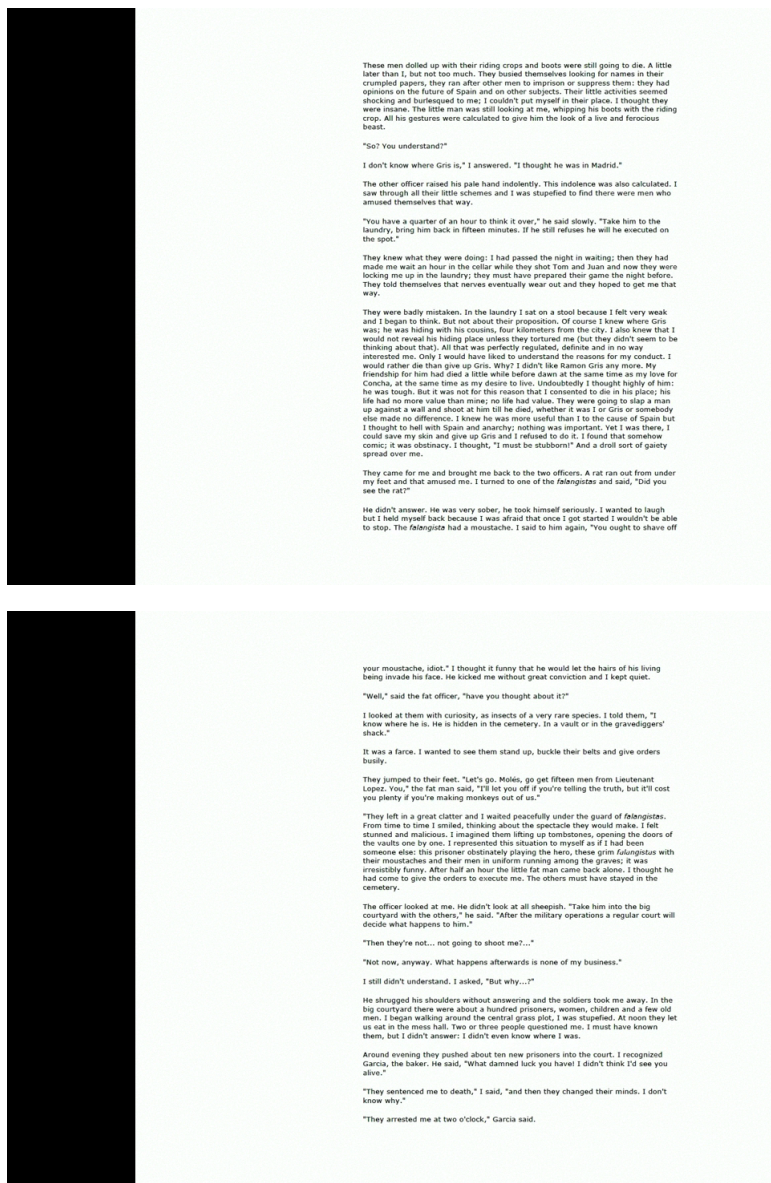 These men dolled up with their riding crops and boots were still going to die. A little
later than I, but not too much. They busied themselves looking for names in their
crumpled papers, they ran after other men to imprison or suppress them: they had
opinions on the future of Spain and on other subjects. Their little activities seemed
shocking and burlesqued to me; I couldn't put myself in their place. I thought they
were insane. The little man was still looking at me, whipping his boots with the riding
crop. All his gestures were calculated to give him the look of a live and ferocious
beast.
"So? You understand?"
I don't know where Gris is," I answered. "I thought he was in Madrid."
The other officer raised his pale hand indolently. This indolence was also calculated. I
saw through all their little schemes and I was stupefied to find there were men who
amused themselves that way.
"You have a quarter of an hour to think it over," he said slowly. "Take him to the
laundry, bring him back in fifteen minutes. If he still refuses he will he executed on
the spot."
They knew what they were doing: I had passed the night in waiting; then they had
made me wait an hour in the cellar while they shot Tom and Juan and now they were
locking me up in the laundry; they must have prepared their game the night before.
They told themselves that nerves eventually wear out and they hoped to get me that
way.
They were badly mistaken. In the laundry I sat on a stool because I felt very weak
and I began to think. But not about their proposition. Of course I knew where Gris
was; he was hiding with his cousins, four kilometers from the city. I also knew that I
would not reveal his hiding place unless they tortured me (but they didn't seem to be
thinking about that). All that was perfectly regulated, definite and in no way
interested me. Only I would have liked to understand the reasons for my conduct. I
would rather die than give up Gris. Why? I didn't like Ramon Gris any more. My
friendship for him had died a little while before dawn at the same time as my love for
Concha, at the same time as my desire to live. Undoubtedly I thought highly of him:
he was tough. But it was not for this reason that I consented to die in his place; his
life had no more value than mine; no life had value. They were going to slap a man
up against a wall and shoot at him till he died, whether it was I or Gris or somebody
else made no difference. I knew he was more useful than I to the cause of Spain but
I thought to hell with Spain and anarchy; nothing was important. Yet I was there, I
could save my skin and give up Gris and I refused to do it. I found that somehow
comic; it was obstinacy. I thought, "I must be stubborn!" And a droll sort of gaiety
spread over me.
They came for me and brought me back to the two officers. A rat ran out from under
my feet and that amused me. I turned to one of the falangistas and said, "Did you
see the rat?"
He didn't answer. He was very sober, he took himself seriously. I wanted to laugh
but I held myself back because I was afraid that once I got started I wouldn't be able
to stop. The falangista had a moustache. I said to him again, "You ought to shave off
your moustache, idiot." I thought it funny that he would let the hairs of his living
being invade his face. He kicked me without great conviction and I kept quiet.
"Well," said the fat officer, "have you thought about it?"
I looked at them with curiosity, as insects of a very rare species. I told them, "I
know where he is. He is hidden in the cemetery. In a vault or in the gravediggers'
shack."
It was a farce. I wanted to see them stand up, buckle their belts and give orders
busily.
They jumped to their feet. "Let's go. Molés, go get fifteen men from Lieutenant
Lopez. You," the fat man said, "I'll let you off if you're telling the truth, but it'll cost
you plenty if you're making monkeys out of us."
"They left in a great clatter and I waited peacefully under the guard of falangistas.
From time to time I smiled, thinking about the spectacle they would make. I felt
stunned and malicious. I imagined them lifting up tombstones, opening the doors of
the vaults one by one. I represented this situation to myself as if I had been
someone else: this prisoner obstinately playing the hero, these grim falangistus with
their moustaches and their men in uniform running among the graves; it was
irresistibly funny. After half an hour the little fat man came back alone. I thought he
had come to give the orders to execute me. The others must have stayed in the
cemetery.
The officer looked at me. He didn't look at all sheepish. "Take him into the big
courtyard with the others," he said. "After the military operations a regular court will
decide what happens to him."
"Then they're not... not going to shoot me?..."
"Not now, anyway. What happens afterwards is none of my business."
I still didn't understand. I asked, "But why...?"
He shrugged his shoulders without answering and the soldiers took me away. In the
big courtyard there were about a hundred prisoners, women, children and a few old
men. I began walking around the central grass plot, I was stupefied. At noon they let
us eat in the mess hall. Two or three people questioned me. I must have known
them, but I didn't answer: I didn't even know where I was.
Around evening they pushed about ten new prisoners into the court. I recognized
Garcia, the baker. He said, "What damned luck you have! I didn't think I'd see you
alive."
"They sentenced me to death," I said, "and then they changed their minds. I don't
know why."
"They arrested me at two o'clock," Garcia said.